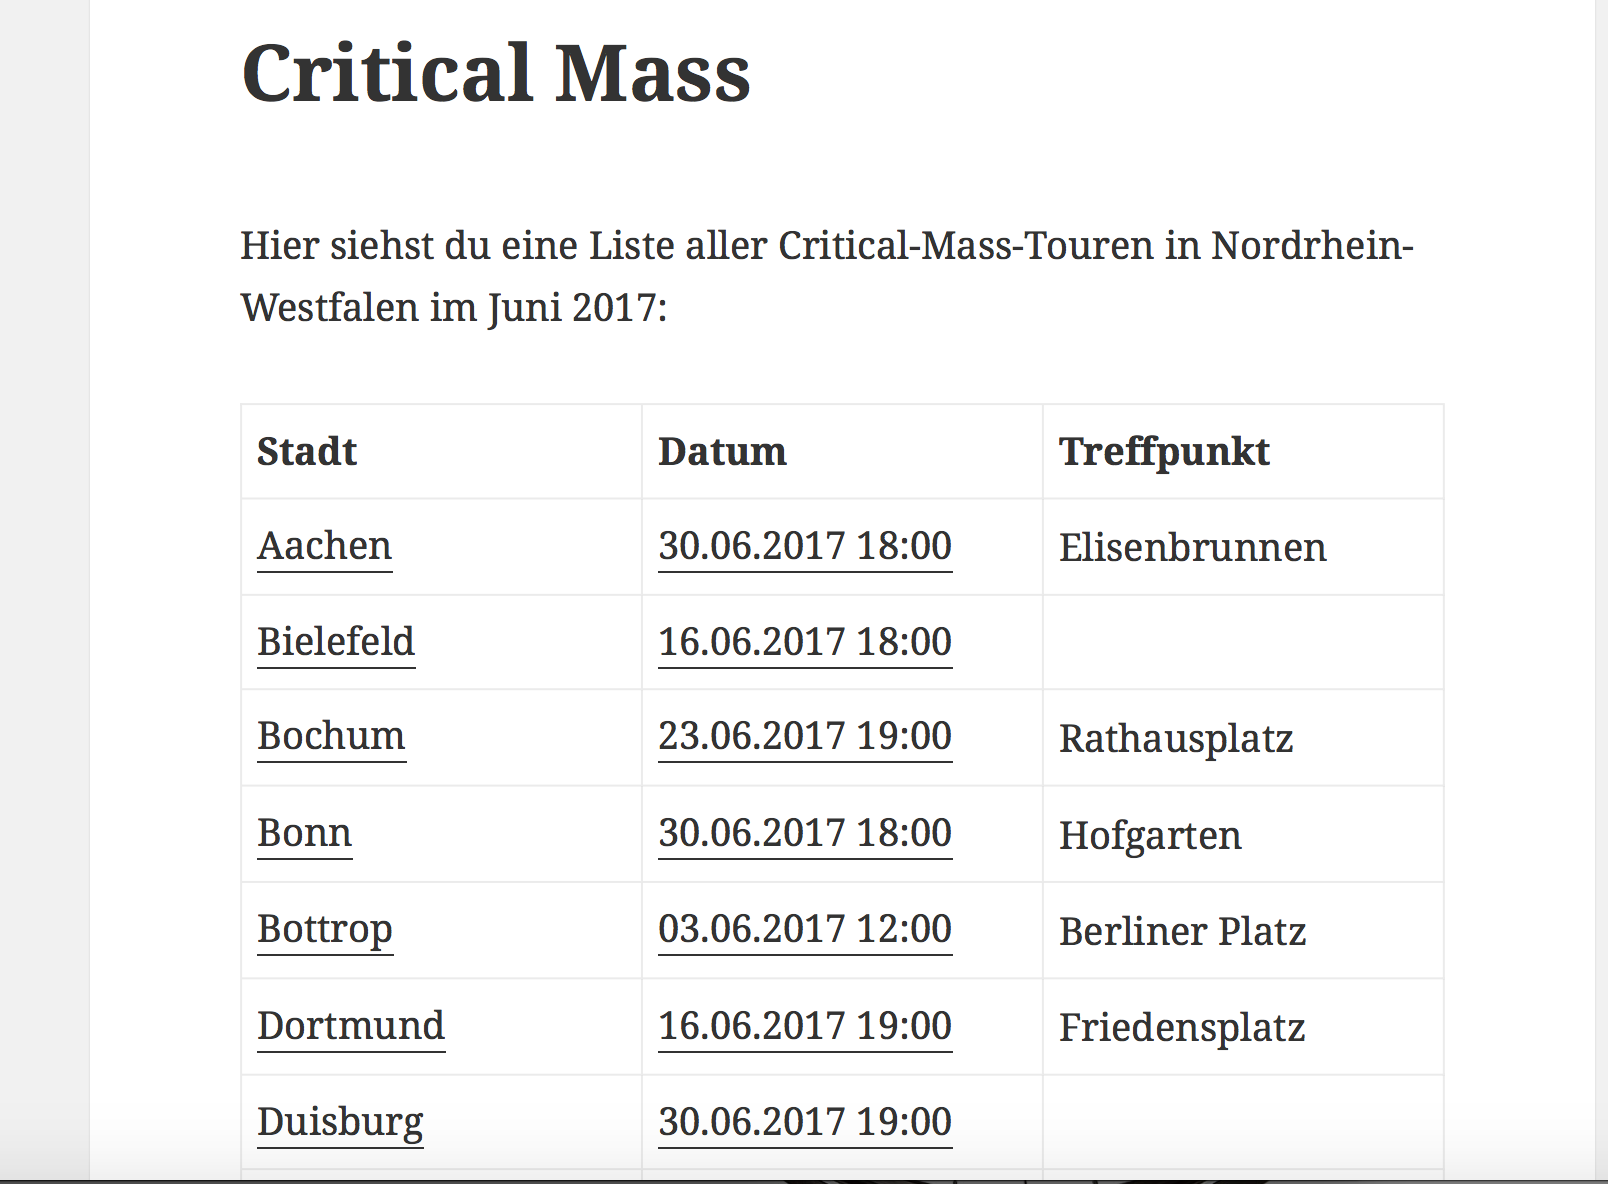 Critical Mass
Hier siehst du eine Liste aller Critical-Mass-Touren in Nordrhein-
Westfalen im Juni 2017:
Stadt Datum Treffpunkt
Aachen 30.06.2017 18:00 Elisenbrunnen
Bielefeld 16.06.2017 18:00
Bochum 23.06.2017 19:00 Rathausplatz
Bonn 30.06.2017 18:00 Hofgarten
Bottrop 03.06.2017 12:00 Berliner Platz
Dortmund 16.06.2017 19:00 Friedensplatz
Duisburg 30.06.2017 19:00